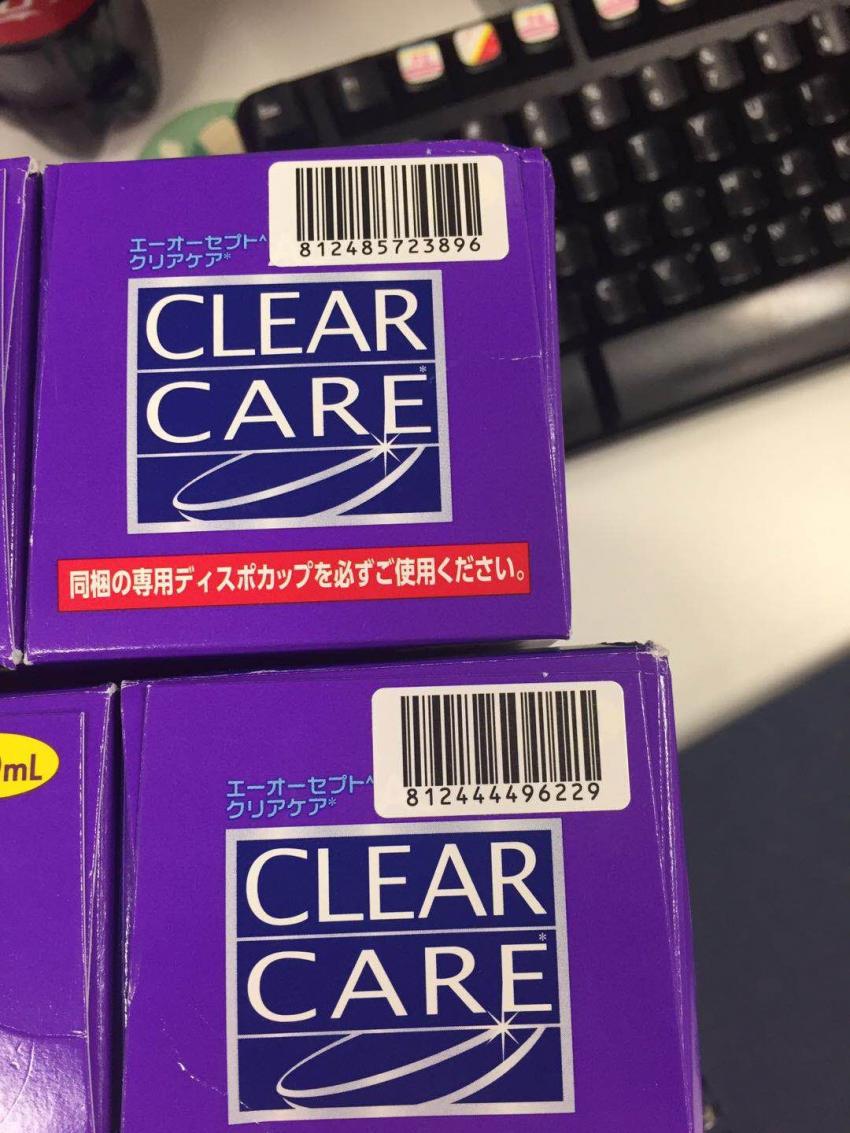 812485723896
エーオーセプト^
クリアケア*
CLEAR
CARE*
同梱の専用ディスポカップを必ずご使用ください。
mL
812444496229
エーオーセプト^
クリアケア*
CLEAR
CARE*